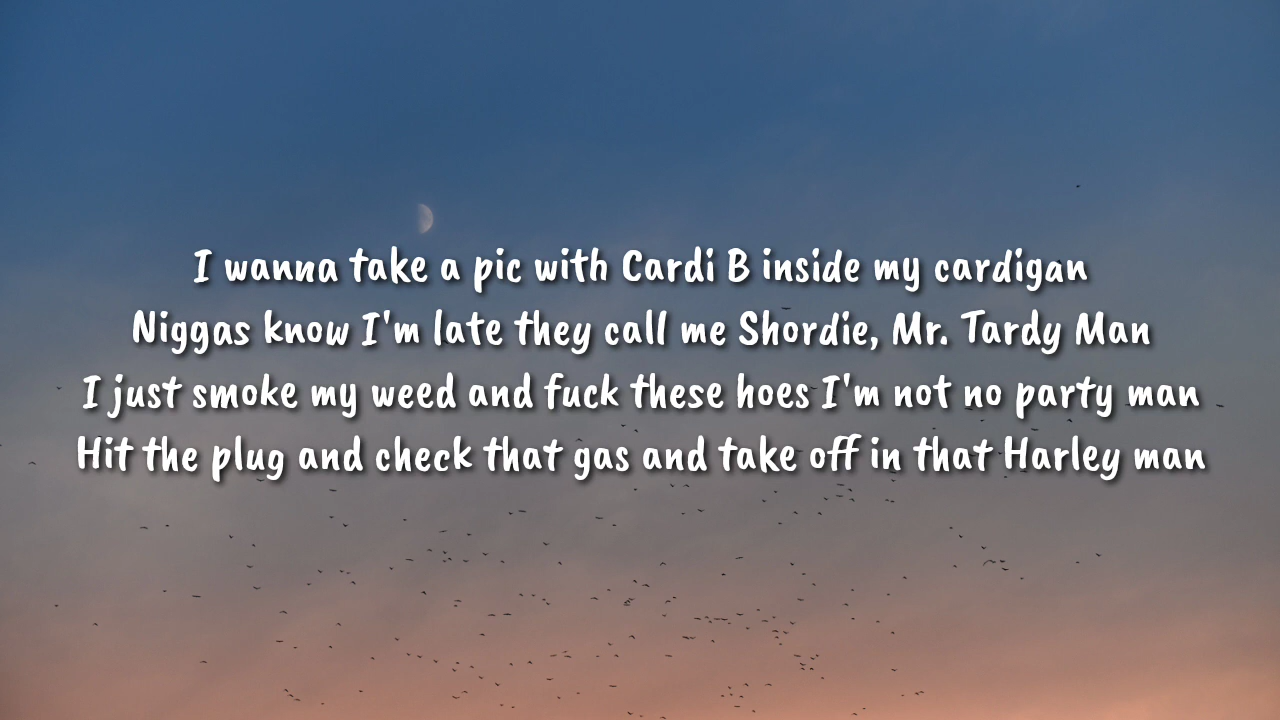 I wanna take a pic with Cardi B inside my cardigan
Niggas know I'm late they call me Shordie, Mr. Tardy Man
I just smoke my weed and fuck these hoes I'm not no party man
Hit the plug and check that gas and take off in that Harley man